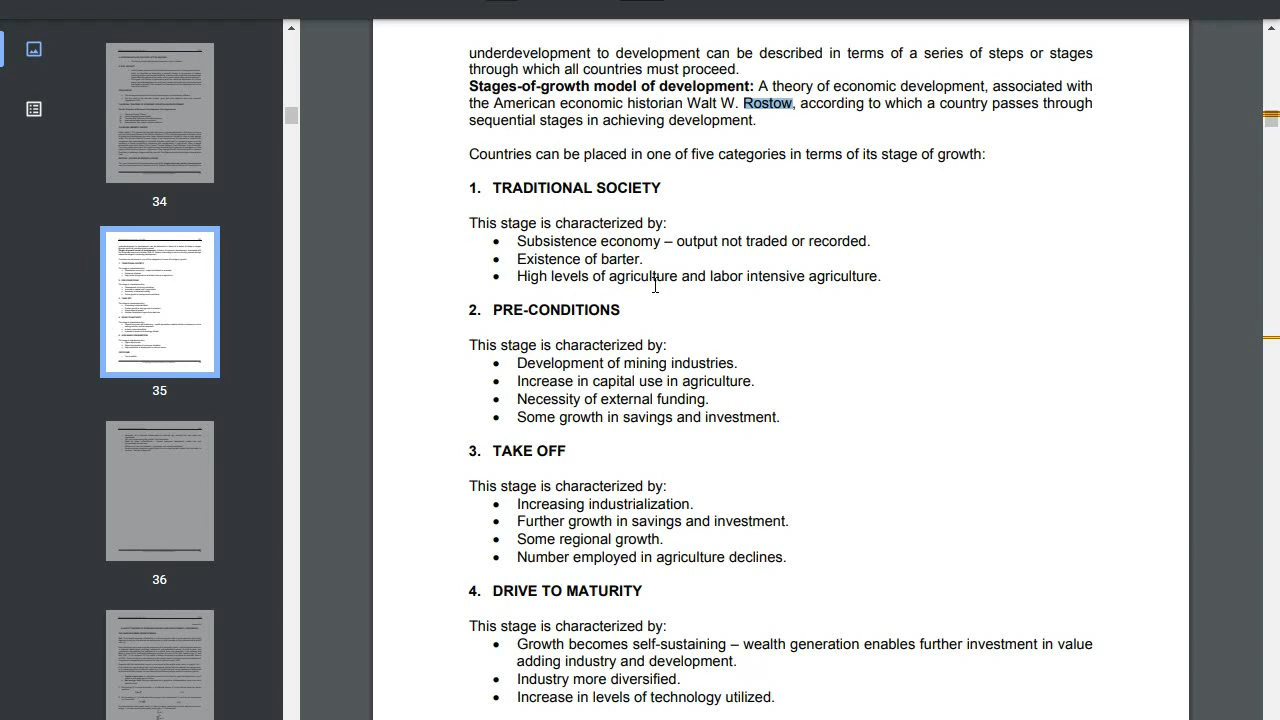 underdevelopment to development can be described in terms of a series of steps or stages
through which all countries must proceed.
Stages-of-growth model of development: A theory of economic development, associated with
the American economic historian Walt W. Rostow, according to which a country passes through
sequential stages in achieving development.
Countries can be placed in one of five categories in terms of its stage of growth:
1. TRADITIONAL SOCIETY
This stage is characterized by:
• Subsistence economy – output not traded or recorded.
• Existence of barter.
• High levels of agriculture and labor intensive agriculture.
2. PRE-CONDITIONS
This stage is characterized by:
• Development of mining industries.
• Increase in capital use in agriculture.
• Necessity of external funding.
• Some growth in savings and investment.
3. TAKE OFF
This stage is characterized by:
• Increasing industrialization.
• Further growth in savings and investment.
• Some regional growth.
• Number employed in agriculture declines.
4. DRIVE TO MATURITY
This stage is characterized by:
• Growth becomes self-sustaining – wealth generation enables further investment in value
adding industry and development.
• Industry more diversified.
• Increase in levels of technology utilized.
34
35
36